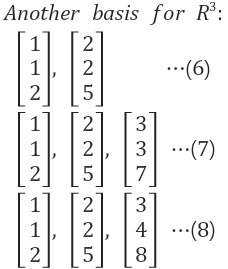 Another basis for R³:
[1 1 2], [2 2 5] ⋯(6)
[1 1 2], [2 2 5], [3 3 7] ⋯(7)
[1 1 2], [2 2 5], [3 4 8] ⋯(8)